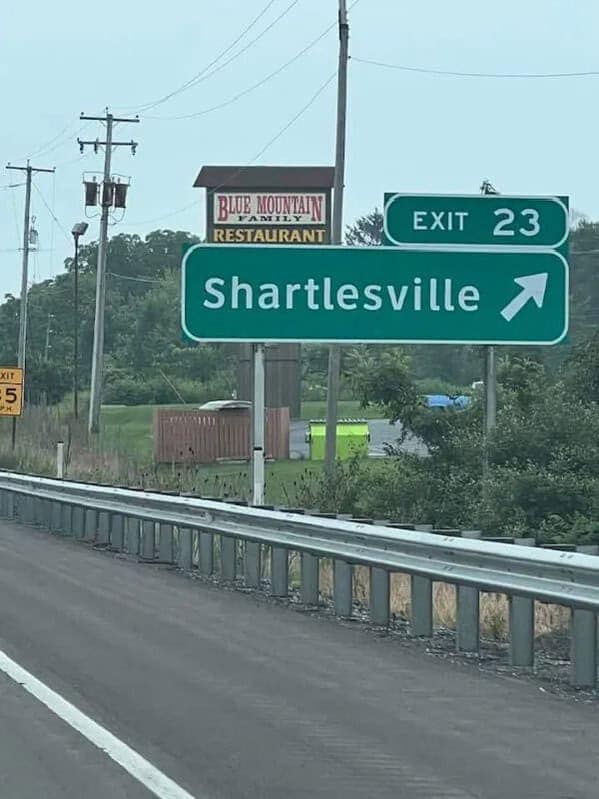 BLUE MOUNTAIN
FAMILY
RESTAURANT
EXIT 23
Shartlesville